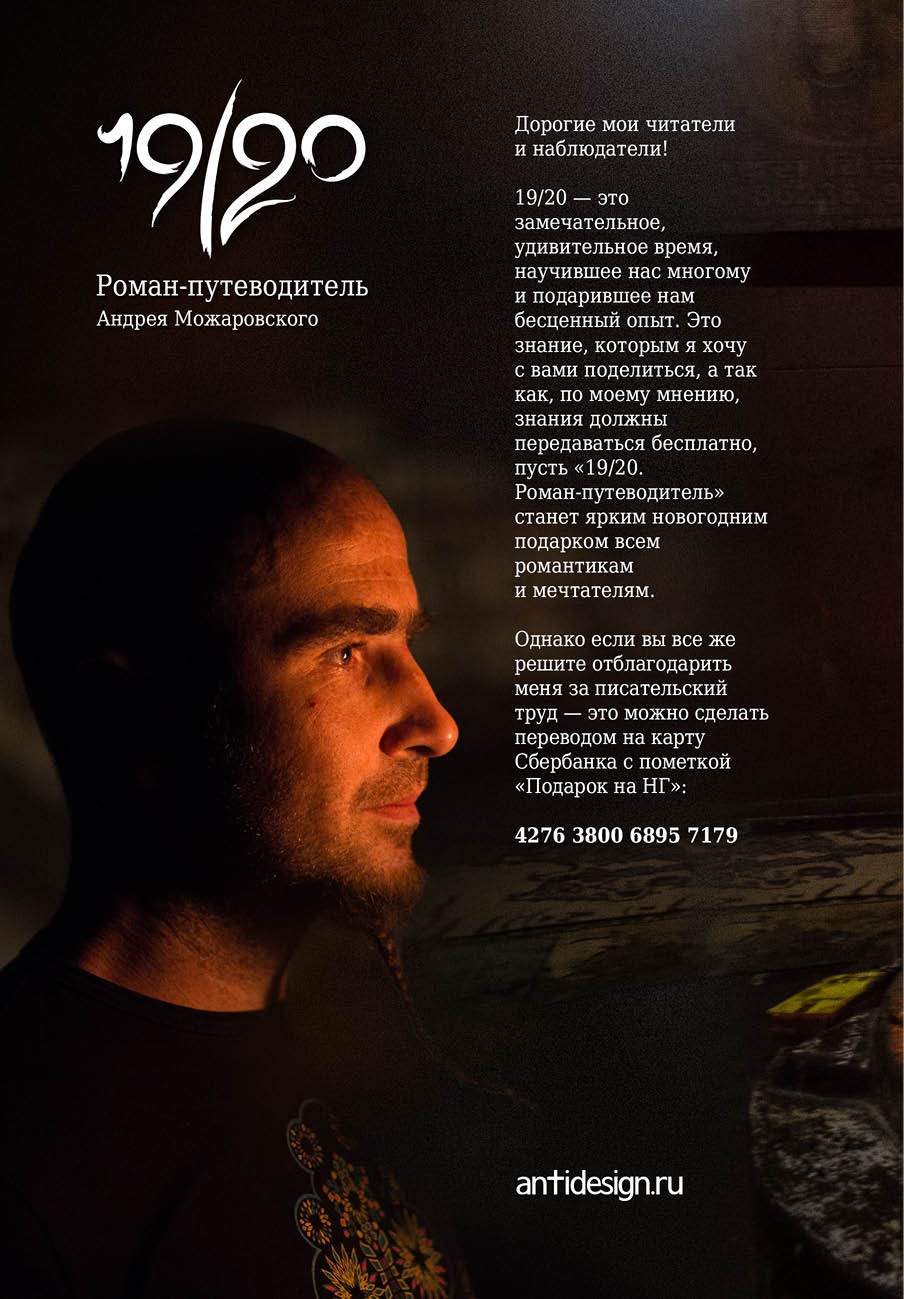 19/20
Роман-путеводитель
Андрея Можаровского
Дорогие мои читатели
и наблюдатели!
19/20 — это
замечательное,
удивительное время,
научившее нас многому
и подарившее нам
бесценный опыт. Это
знание, которым я хочу
с вами поделиться, а так
как, по моему мнению,
знания должны
передаваться бесплатно,
пусть «19/20.
Роман-путеводитель»
станет ярким новогодним
подарком всем
романтикам
и мечтателям.
Однако если вы все же
решите отблагодарить
меня за писательский
труд — это можно сделать
переводом на карту
Сбербанка с пометкой
«Подарок на НГ»:
4276 3800 6895 7179
antidesign.ru